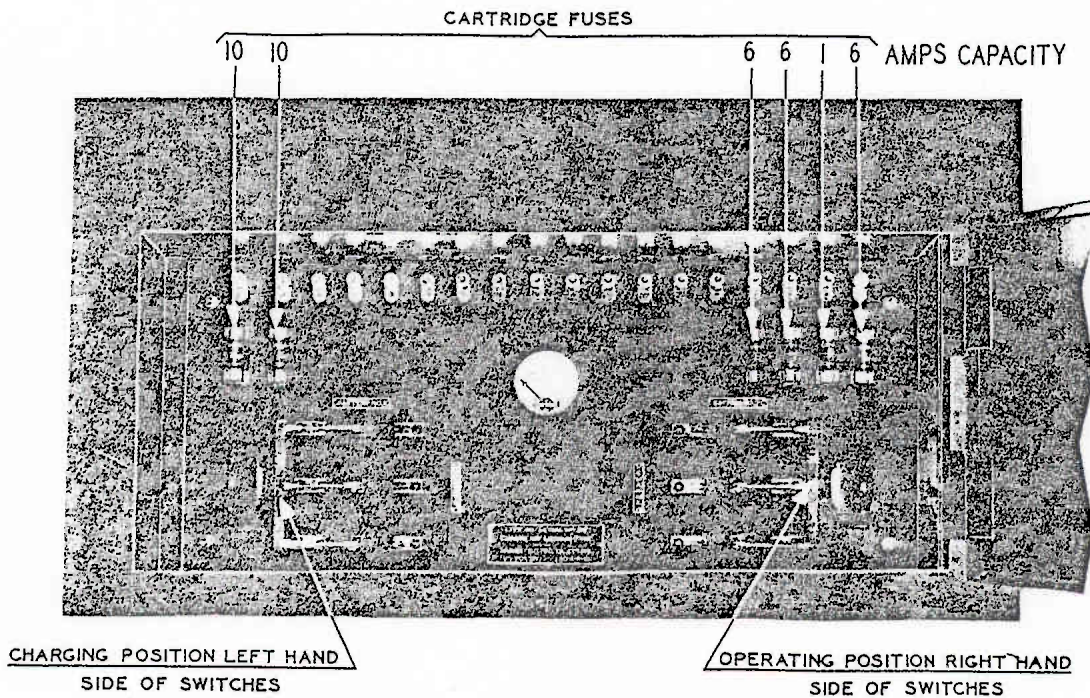 CARTRIDGE FUSES
10 10 6 6 1 6 AMPS CAPACITY
CHARGING POSITION LEFT HAND
SIDE OF SWITCHES
OPERATING POSITION RIGHT HAND
SIDE OF SWITCHES